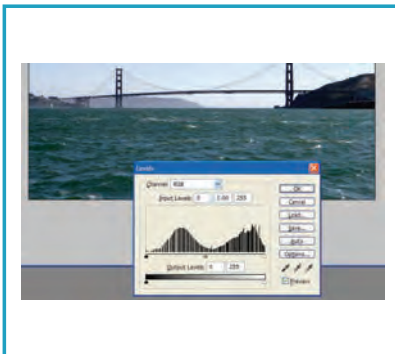 Levels
Channel: RGB
OK
Input Levels: 0 1.00 255
Cancel
Load...
Save...
Auto
Options...
Output Levels: 0 255
Preview